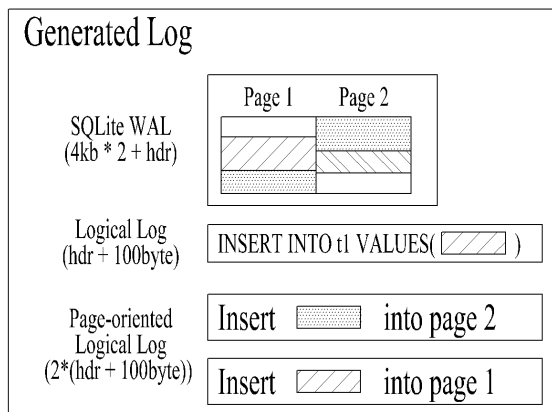 Generated Log
Page 1 Page 2
SQLite WAL
(4kb * 2 + hdr)
Logical Log
(hdr + 100byte)
INSERT INTO t1 VALUES( )
Page-oriented
Logical Log
(2*(hdr + 100byte))
Insert into page 2
Insert into page 1